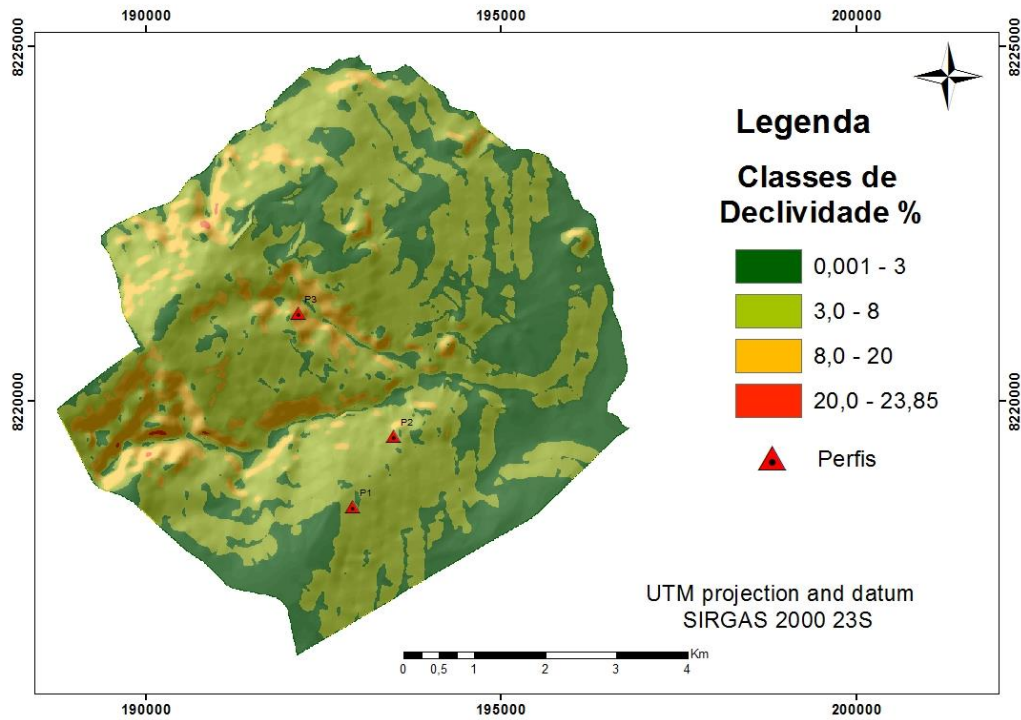 190000
195000
200000
8225000
8225000
Legenda
Classes de
Declividade %
0,001 - 3
3,0 - 8
8,0 - 20
20,0 - 23,85
Perfis
P3
8220000
8220000
P2
P1
UTM projection and datum
SIRGAS 2000 23S
Km
0 0,5 1 2 3 4
190000
195000
200000